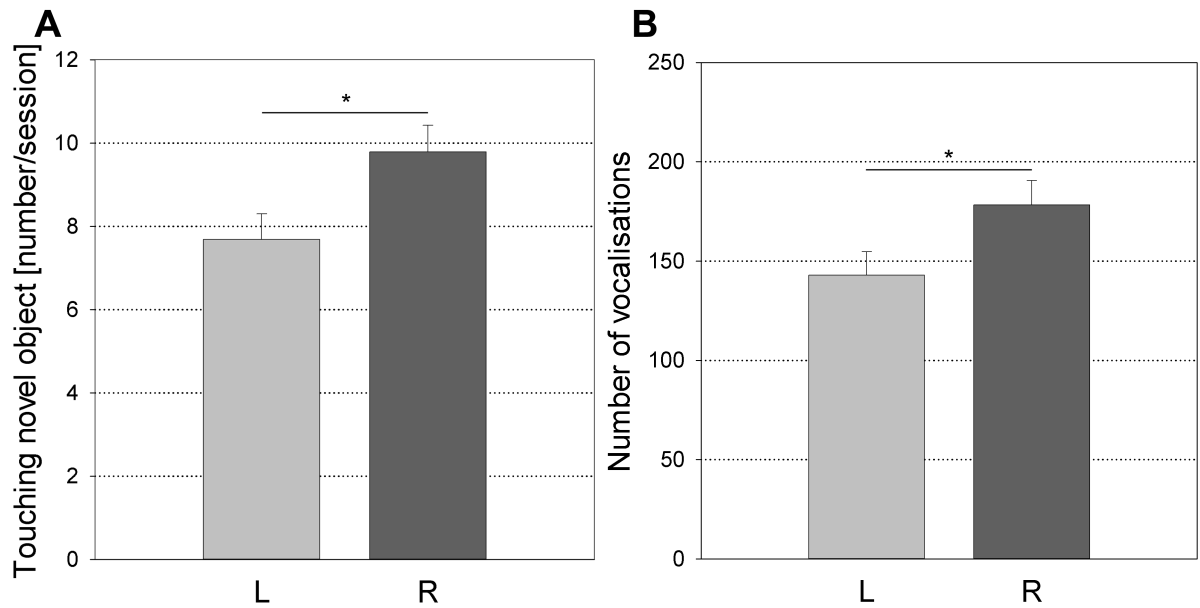 A
Touching novel object [number/session]
12
10
8
6
4
2
0
*
L
R
B
Number of vocalisations
250
200
150
100
50
0
*
L
R